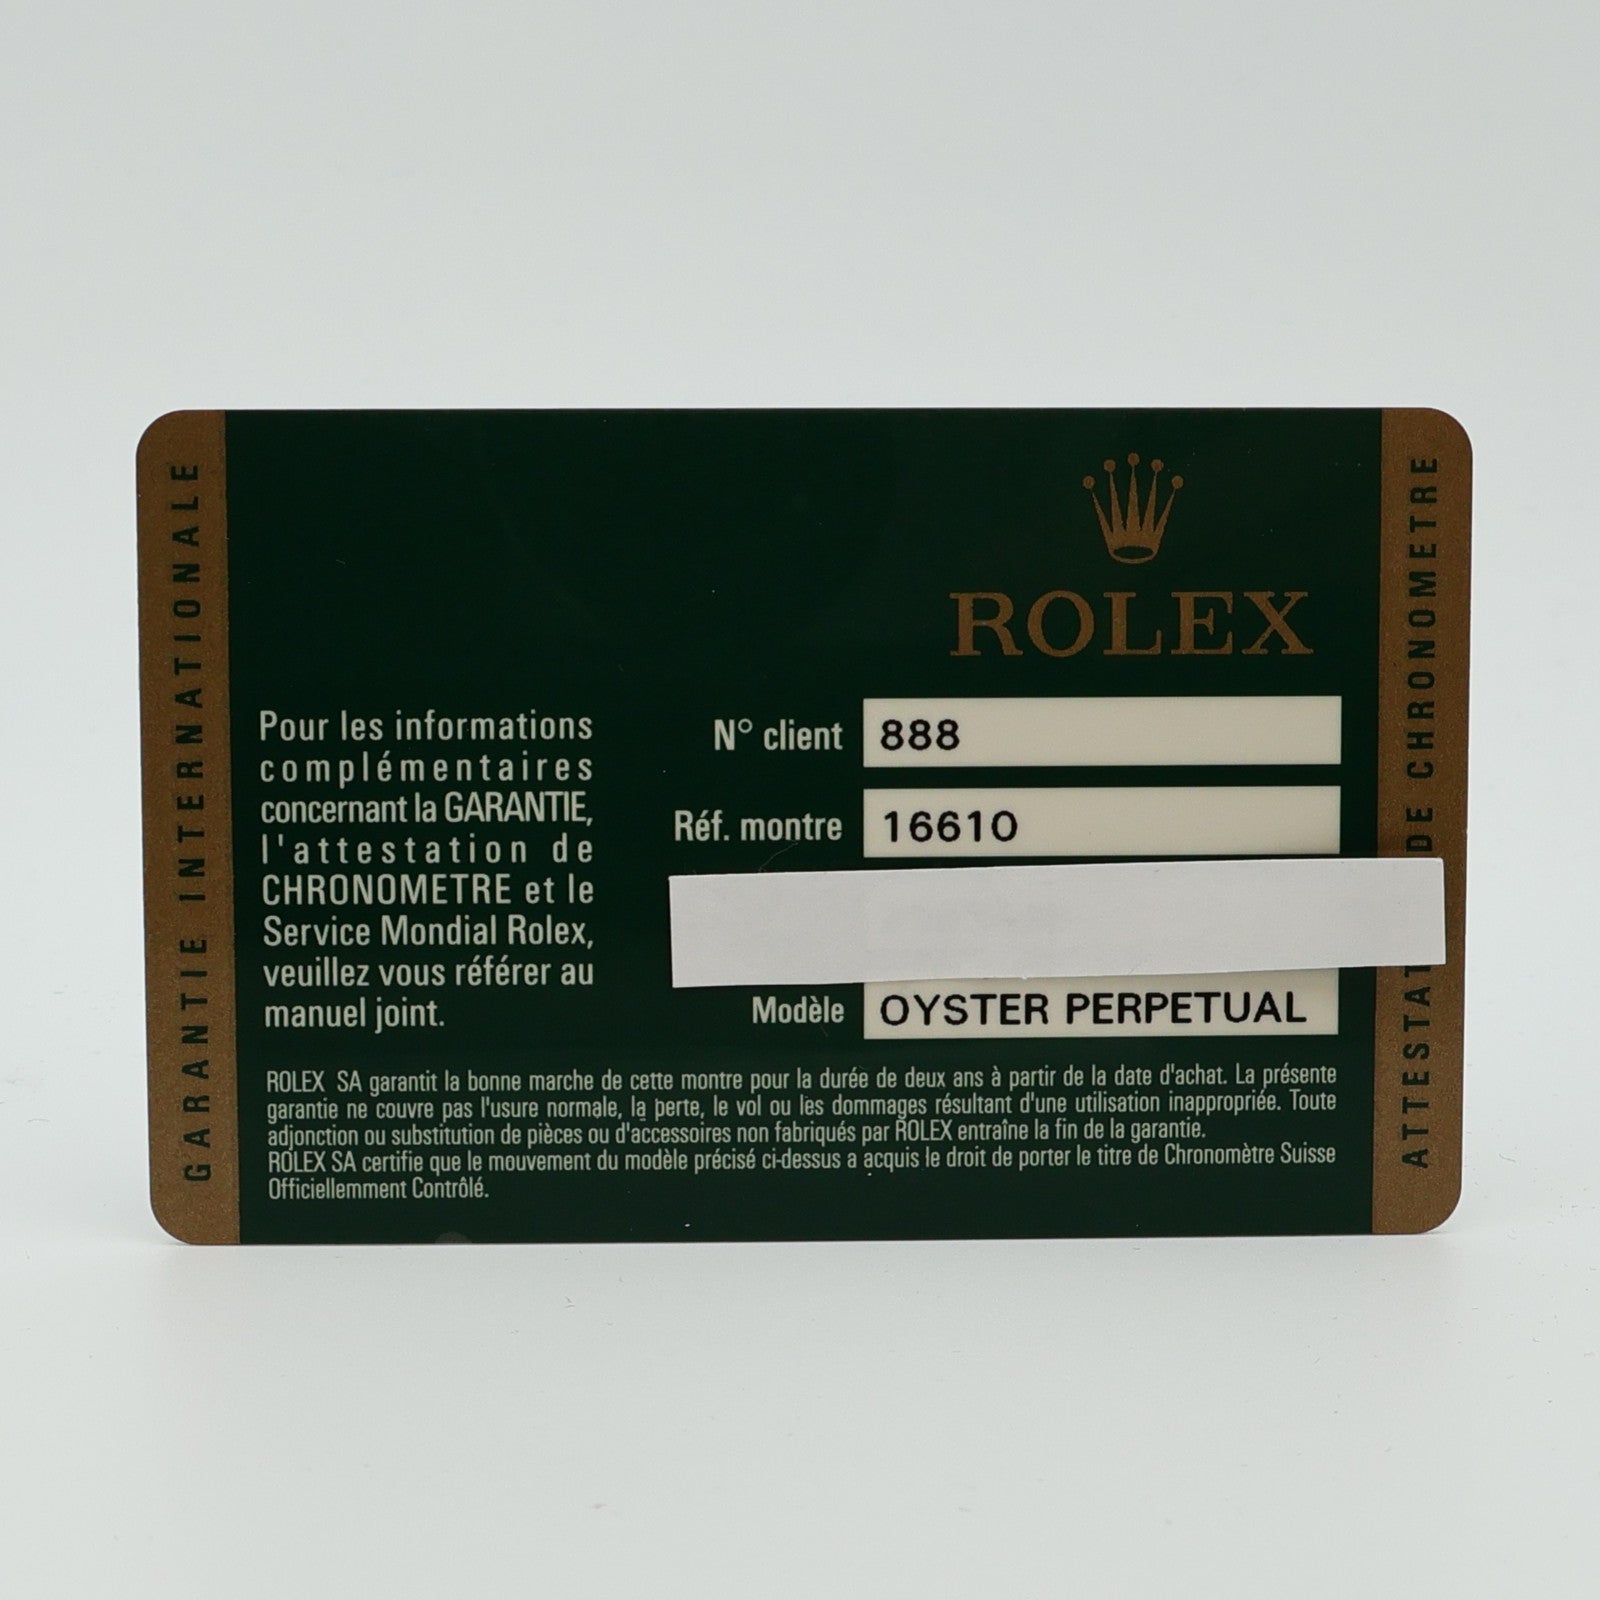 GARANTIE INTERNATIONALE
ROLEX
Pour les informations
complémentaires
concernant la GARANTIE,
l'attestation de
CHRONOMETRE et le
Service Mondial Rolex,
veuillez vous référer au
manuel joint.
N° client 888
Réf. montre 16610
Modèle OYSTER PERPETUAL
ROLEX SA garantit la bonne marche de cette montre pour la durée de deux ans à partir de la date d'achat. La présente
garantie ne couvre pas l'usure normale, la perte, le vol ou les dommages résultant d'une utilisation inappropriée. Toute
adjonction ou substitution de pièces ou d'accessoires non fabriqués par ROLEX entraîne la fin de la garantie.
ROLEX SA certifie que le mouvement du modèle précisé ci-dessus a acquis le droit de porter le titre de Chronomètre Suisse
Officiellemment Contrôlé.
ATTESTAT DE CHRONOMETRE